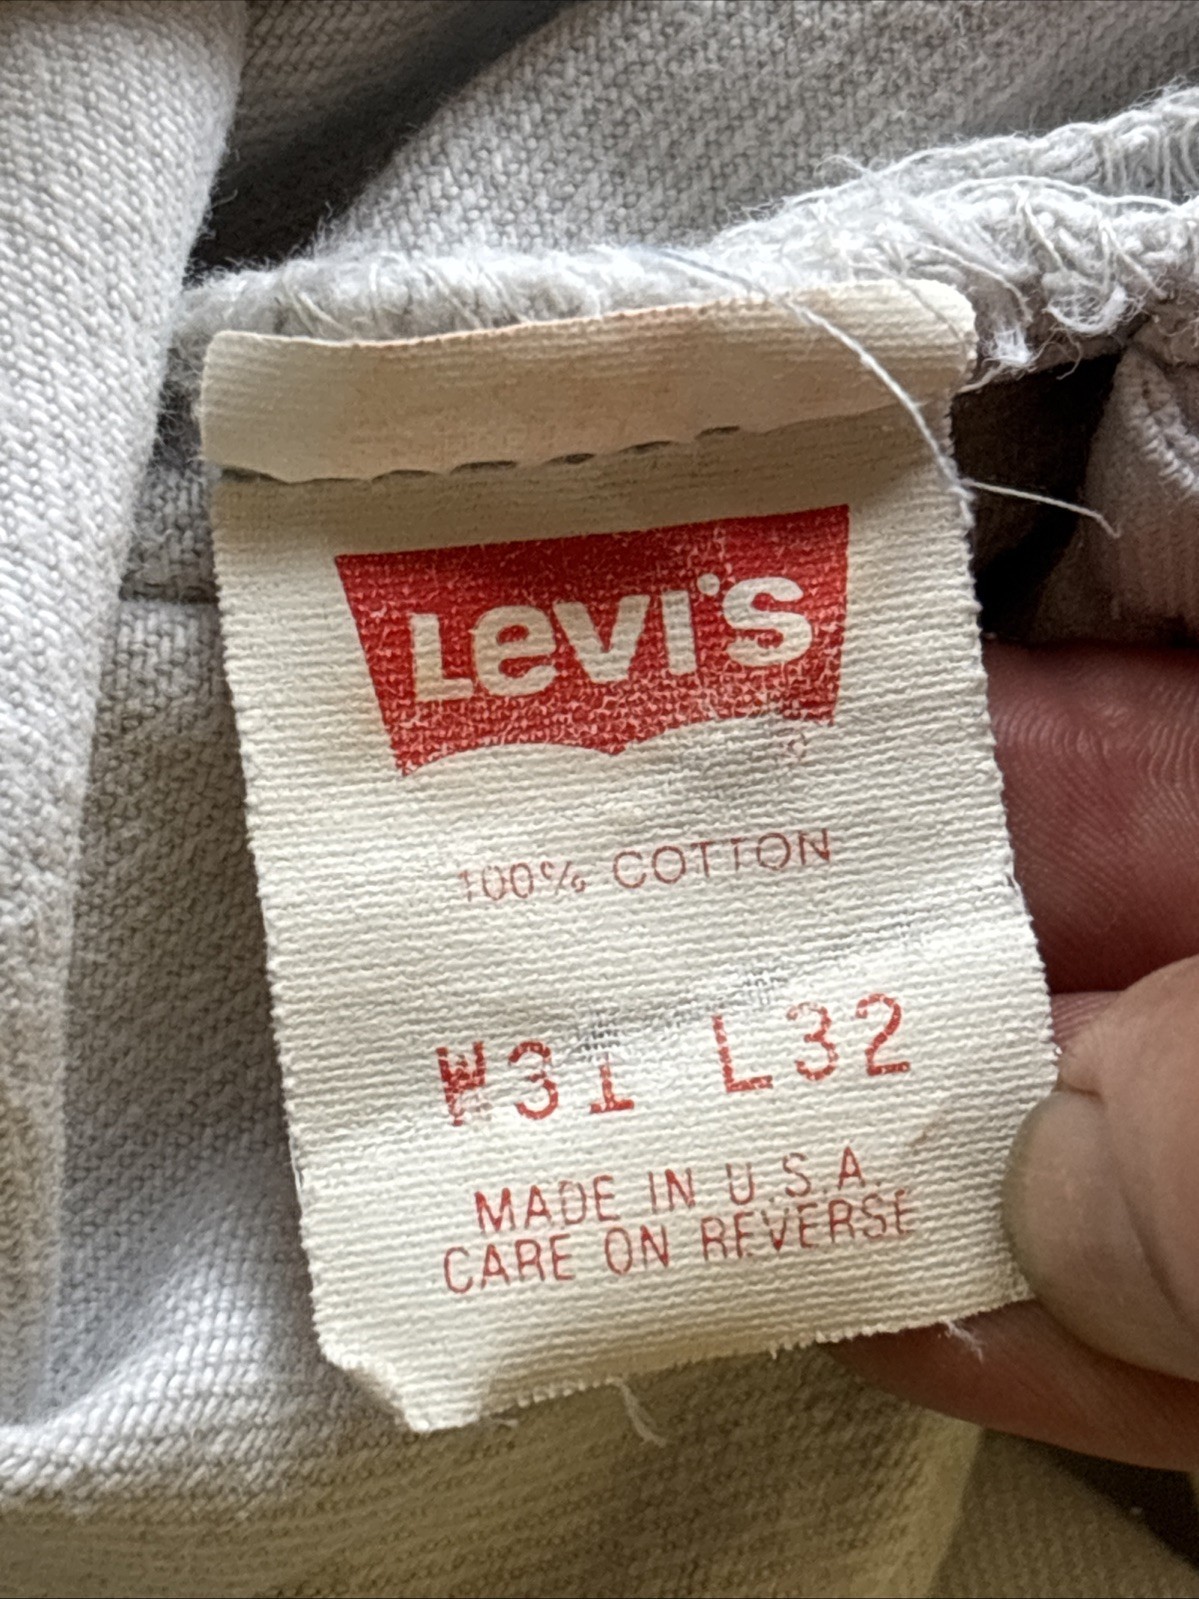 Levi's
100% COTTON
W31 L32
MADE IN U.S.A.
CARE ON REVERSE